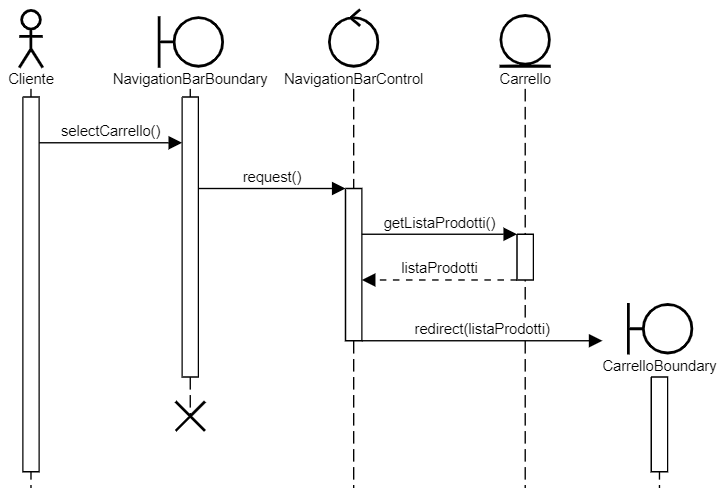 Cliente
NavigationBarBoundary
NavigationBarControl
Carrello
selectCarrello()
request()
getListaProdotti()
listaProdotti
redirect(listaProdotti)
CarrelloBoundary